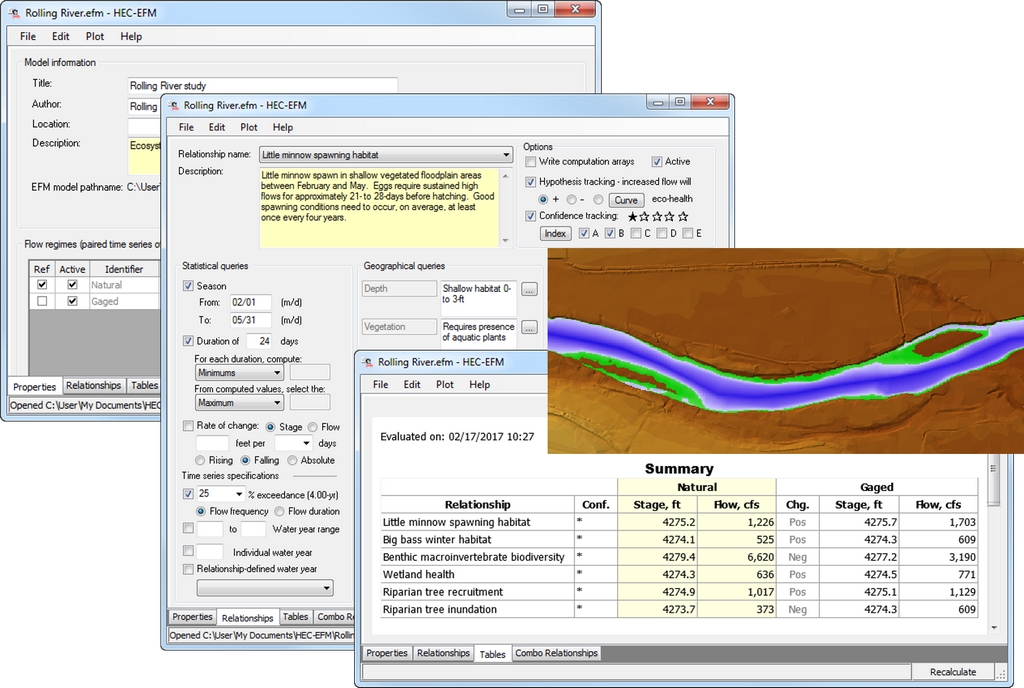 Rolling River.efm - HEC-EFM
File Edit Plot Help
Model information
Title: Rolling River study
Author: Rolling
Location:
Description: Ecosyst
EFM model pathname: C:\User
Flow regimes (paired time series o
Ref Active Identifier
Natural
Gaged
Properties Relationships Tables
Opened C:\User\My Documents\HEC
Rolling River.efm - HEC-EFM
File Edit Plot Help
Relationship name: Little minnow spawning habitat
Description: Little minnow spawn in shallow vegetated floodplain areas
between February and May. Eggs require sustained high
flows for approximately 21- to 28-days before hatching. Good
spawning conditions need to occur, on average, at least
once every four years.
Options
Write computation arrays Active
Hypothesis tracking - increased flow will
+ - Curve eco-health
Confidence tracking:
Index A B C D E
Statistical queries
Season
From: 02/01 (m/d)
To: 05/31 (m/d)
Duration of 24 days
For each duration, compute:
Minimums
From computed values, select the:
Maximum
Rate of change: Stage Flow
feet per days
Rising Falling Absolute
Time series specifications
25 % exceedance (4.00-yr)
Flow frequency Flow duration
to Water year range
Individual water year
Relationship-defined water year
Geographical queries
Depth Shallow habitat 0-
to 3-ft ...
Vegetation Requires presence
of aquatic plants ...
Properties Relationships Tables Combo Re
Opened C:\User\My Documents\HEC-EFM\Rollin
Rolling River.efm - HEC-EFM
File Edit Plot Help
Evaluated on: 02/17/2017 10:27
Summary
Natural Gaged
Relationship Conf. Stage, ft Flow, cfs Chg. Stage, ft Flow, cfs
Little minnow spawning habitat * 4275.2 1,226 Pos 4275.7 1,703
Big bass winter habitat * 4274.1 525 Pos 4274.3 609
Benthic macroinvertebrate biodiversity * 4279.4 6,620 Neg 4277.2 3,190
Wetland health * 4274.3 636 Pos 4274.5 771
Riparian tree recruitment * 4274.9 1,017 Pos 4275.1 1,129
Riparian tree inundation * 4273.7 373 Neg 4274.3 609
Properties Relationships Tables Combo Relationships
Recalculate